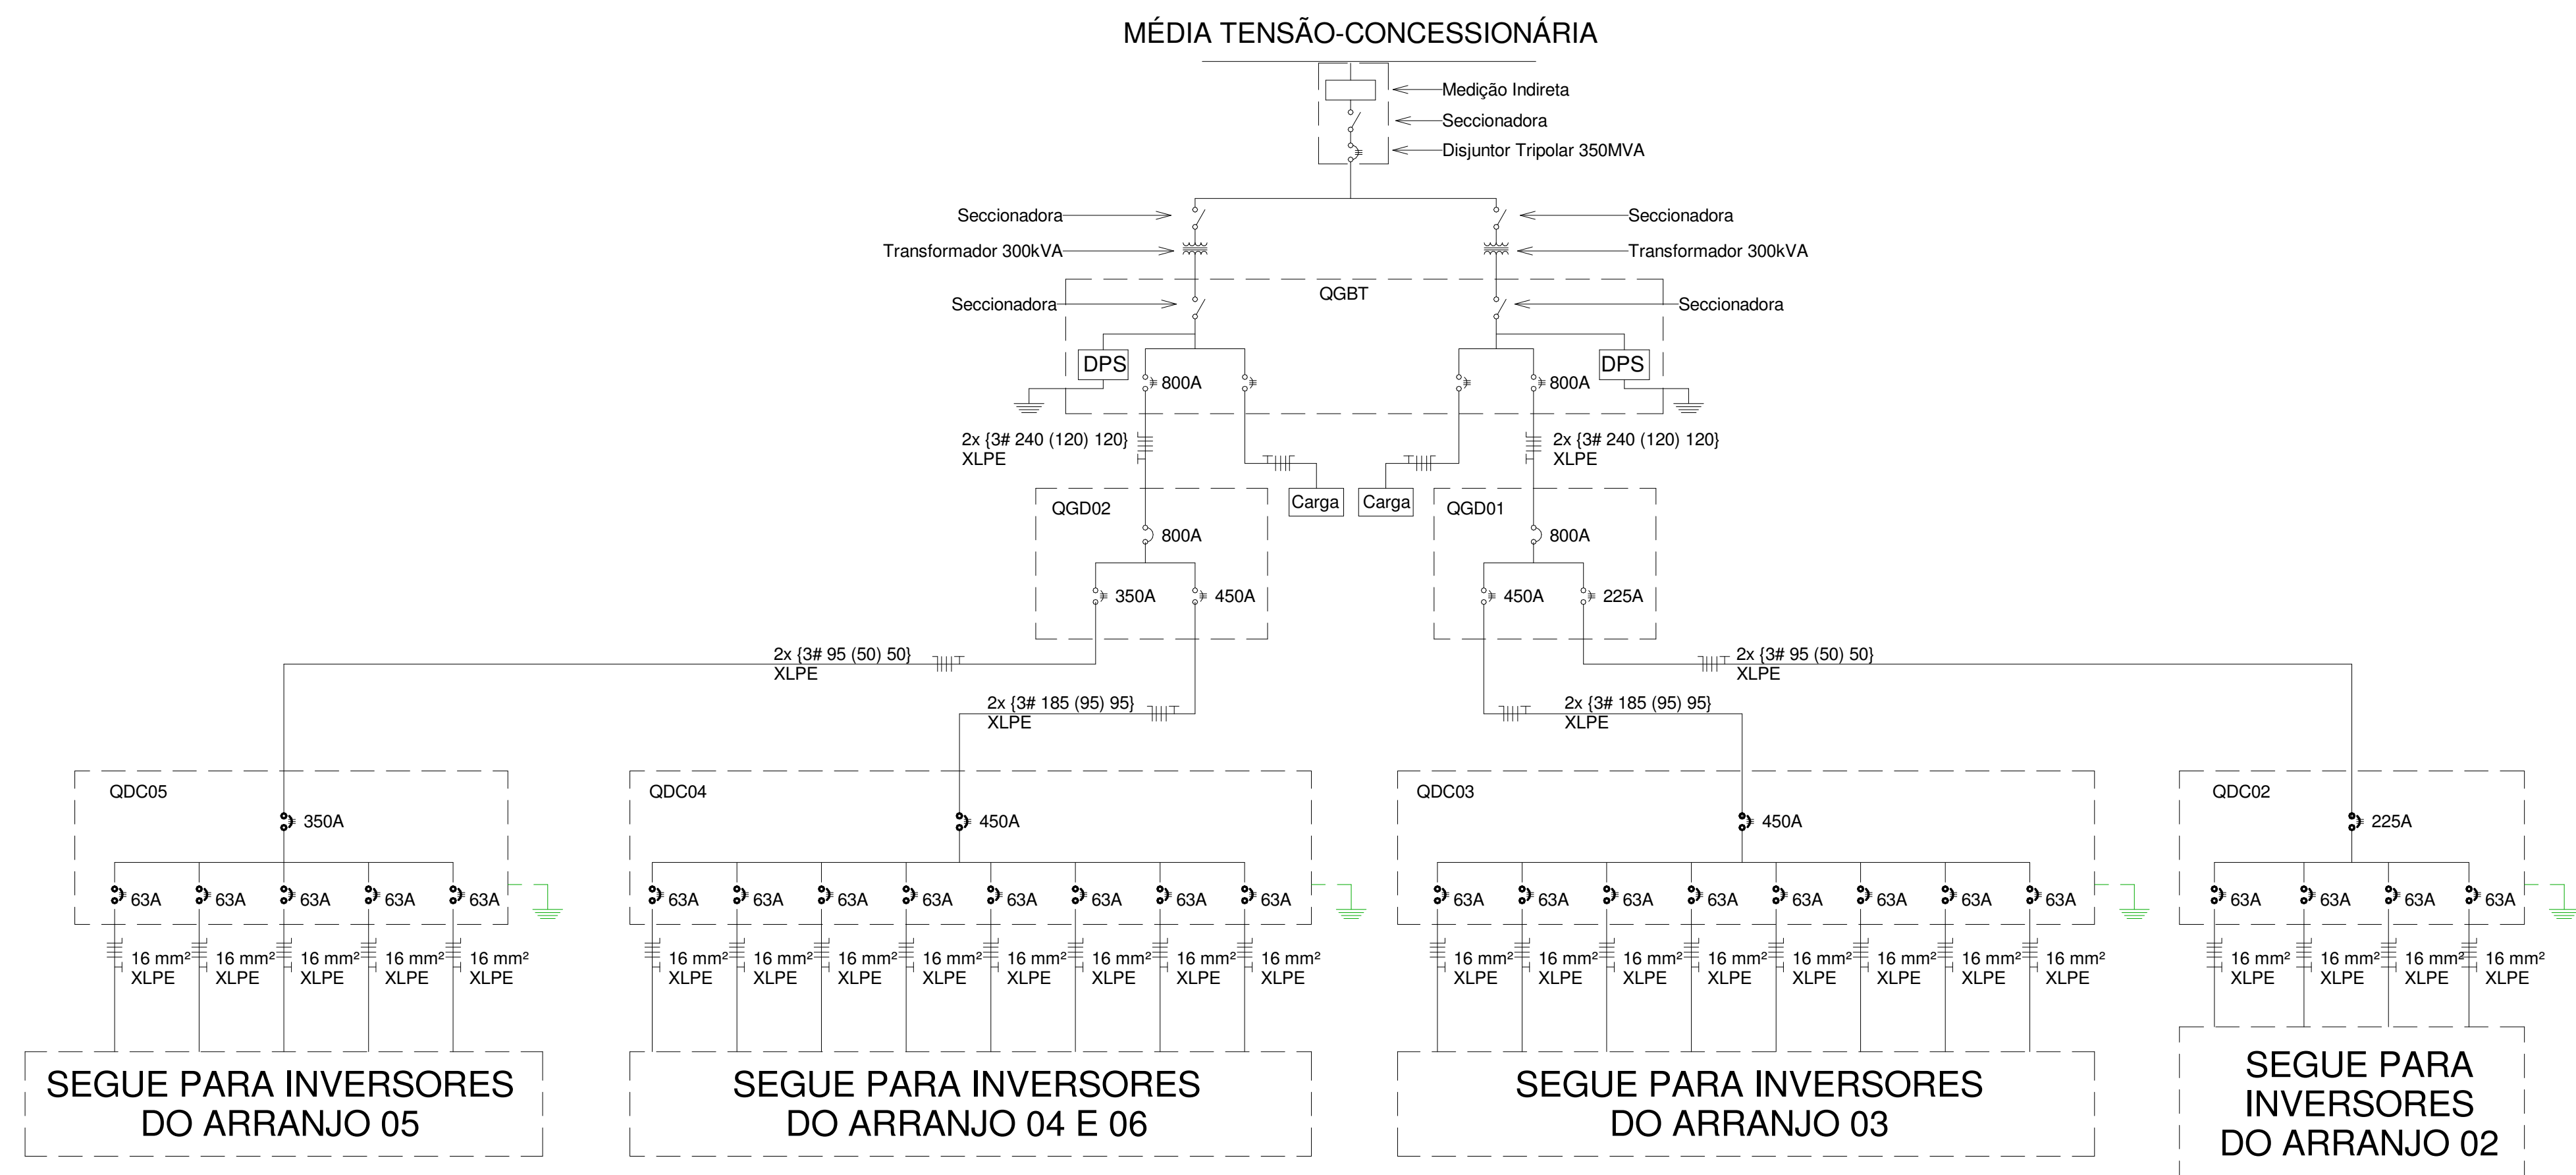 MÉDIA TENSÃO-CONCESSIONÁRIA
Medição Indireta
Seccionadora
Disjuntor Tripolar 350MVA
Seccionadora
Seccionadora
Transformador 300kVA
Transformador 300kVA
QGBT
Seccionadora
Seccionadora
DPS
800A
800A
DPS
2x {3# 240 (120) 120}
XLPE
2x {3# 240 (120) 120}
XLPE
Carga
Carga
QGD02
800A
350A
450A
QGD01
800A
450A
225A
2x {3# 95 (50) 50}
XLPE
2x {3# 95 (50) 50}
XLPE
2x {3# 185 (95) 95}
XLPE
2x {3# 185 (95) 95}
XLPE
QDC05
350A
63A
63A
63A
63A
63A
16 mm²
XLPE
16 mm²
XLPE
16 mm²
XLPE
16 mm²
XLPE
16 mm²
XLPE
SEGUE PARA INVERSORES
DO ARRANJO 05
QDC04
450A
63A
63A
63A
63A
63A
63A
63A
63A
16 mm²
XLPE
16 mm²
XLPE
16 mm²
XLPE
16 mm²
XLPE
16 mm²
XLPE
16 mm²
XLPE
16 mm²
XLPE
16 mm²
XLPE
SEGUE PARA INVERSORES
DO ARRANJO 04 E 06
QDC03
450A
63A
63A
63A
63A
63A
63A
63A
63A
16 mm²
XLPE
16 mm²
XLPE
16 mm²
XLPE
16 mm²
XLPE
16 mm²
XLPE
16 mm²
XLPE
16 mm²
XLPE
16 mm²
XLPE
SEGUE PARA INVERSORES
DO ARRANJO 03
QDC02
225A
63A
63A
63A
63A
16 mm²
XLPE
16 mm²
XLPE
16 mm²
XLPE
16 mm²
XLPE
SEGUE PARA
INVERSORES
DO ARRANJO 02